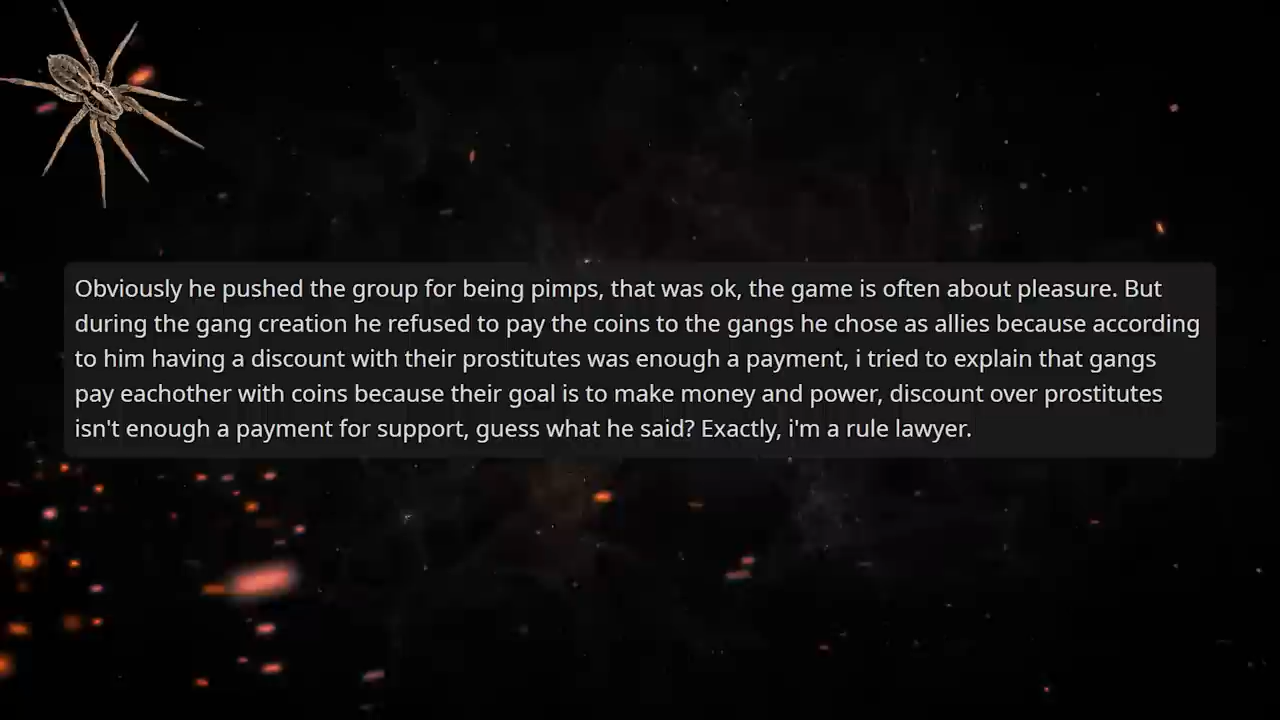 Obviously he pushed the group for being pimps, that was ok, the game is often about pleasure. But
during the gang creation he refused to pay the coins to the gangs he chose as allies because according
to him having a discount with their prostitutes was enough a payment, i tried to explain that gangs
pay eachother with coins because their goal is to make money and power, discount over prostitutes
isn't enough a payment for support, guess what he said? Exactly, i'm a rule lawyer.